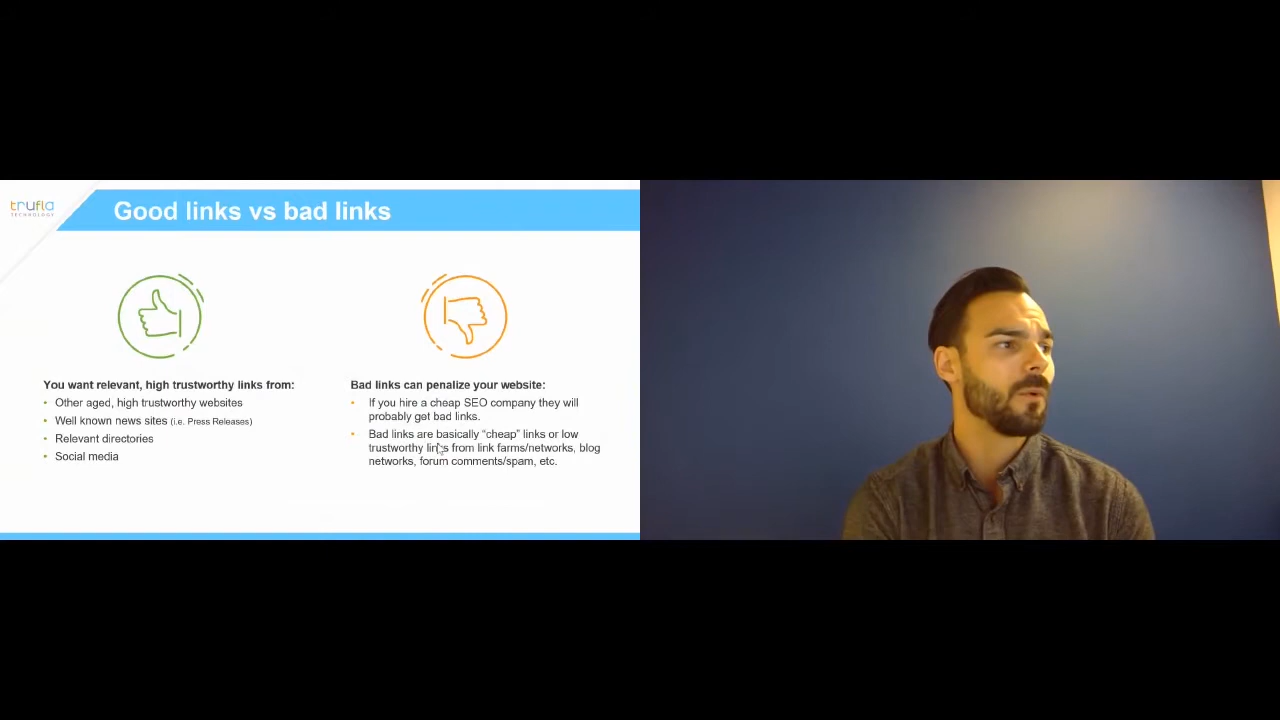 trufla
TECHNOLOGY
Good links vs bad links
You want relevant, high trustworthy links from:
• Other aged, high trustworthy websites
• Well known news sites (i.e. Press Releases)
• Relevant directories
• Social media
Bad links can penalize your website:
• If you hire a cheap SEO company they will
probably get bad links.
• Bad links are basically “cheap” links or low
trustworthy links from link farms/networks, blog
networks, forum comments/spam, etc.